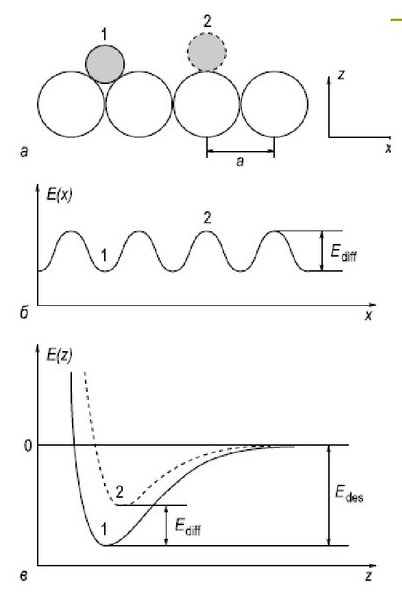 1
2
z
x
a
а
E(x)
2
1
E_diff
б
x
E(z)
0
2
1
E_diff
E_des
в
z